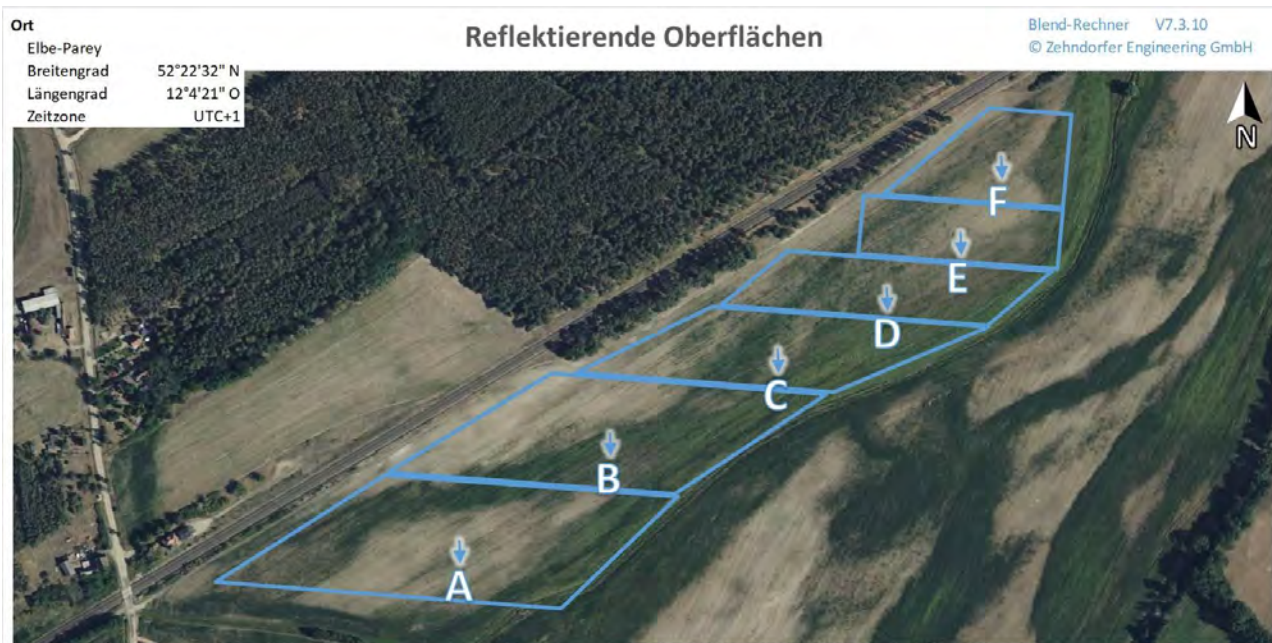 Ort
Elbe-Parey
Breitengrad 52°22'32" N
Längengrad 12°4'21" O
Zeitzone UTC+1
Reflektierende Oberflächen
Blend-Rechner V7.3.10
© Zehndorfer Engineering GmbH
N
F
E
D
C
B
A